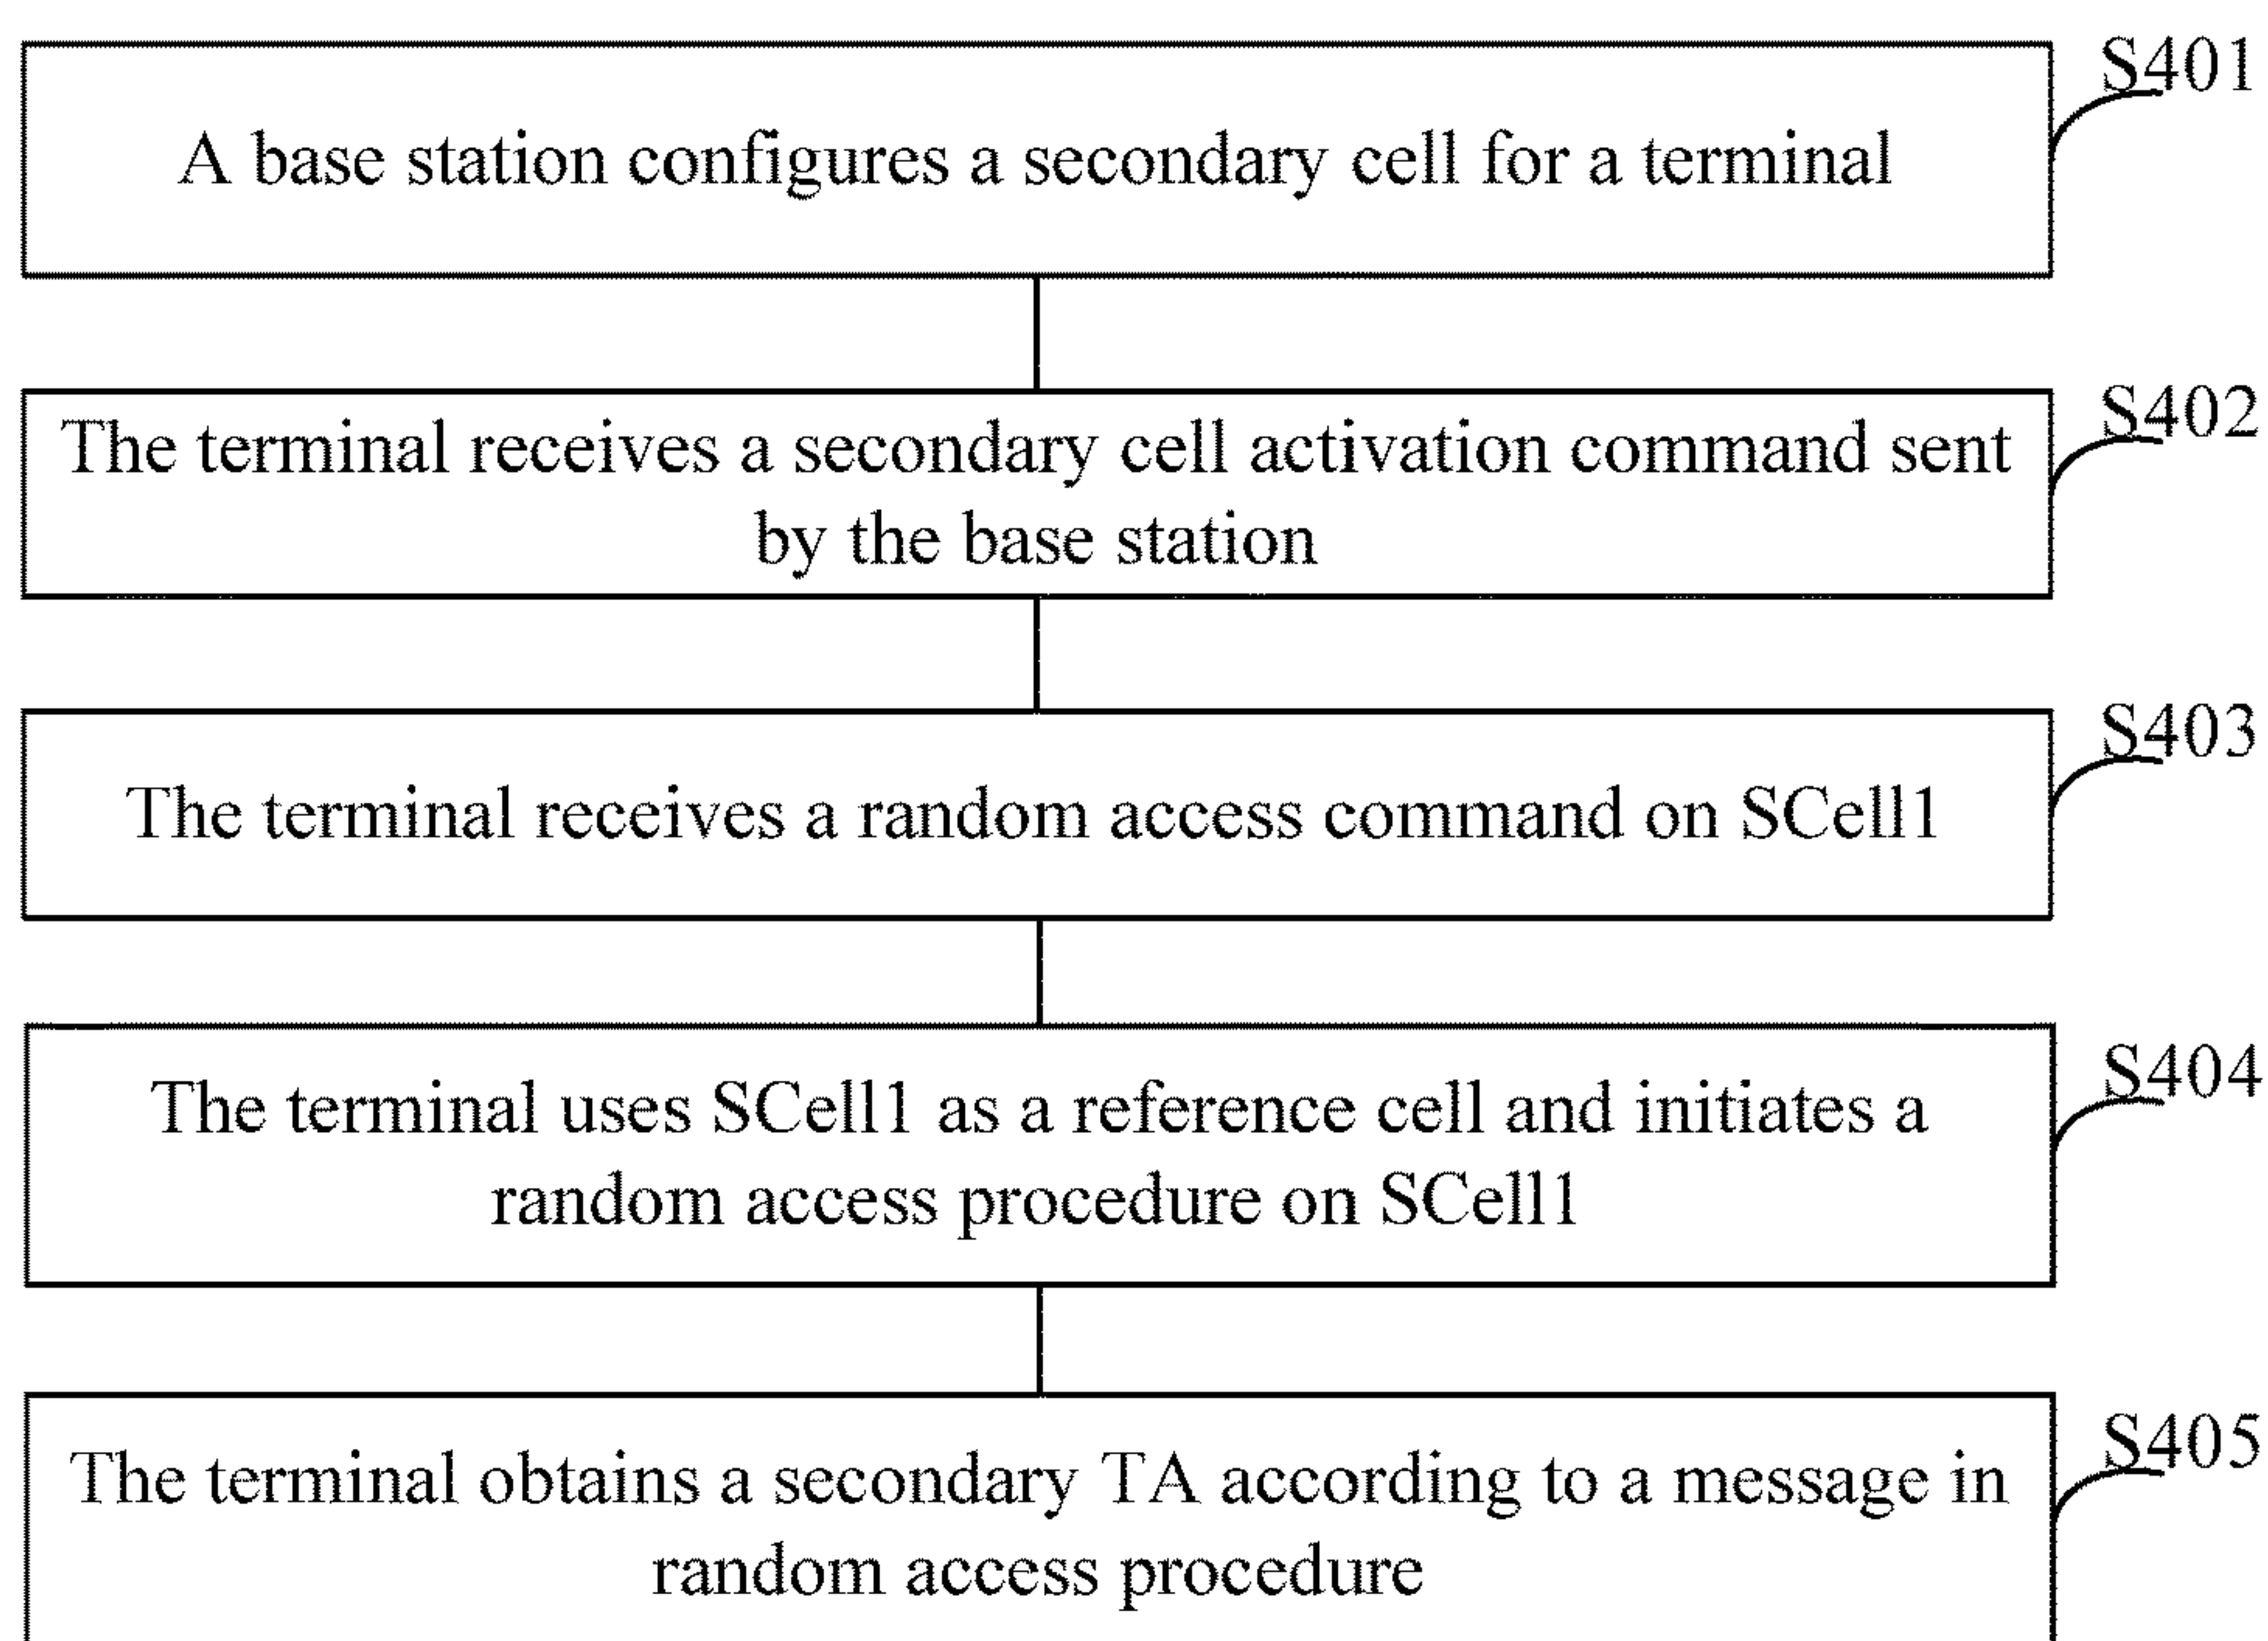 S401
A base station configures a secondary cell for a terminal
S402
The terminal receives a secondary cell activation command sent
by the base station
S403
The terminal receives a random access command on SCell1
S404
The terminal uses SCell1 as a reference cell and initiates a
random access procedure on SCell1
S405
The terminal obtains a secondary TA according to a message in
random access procedure